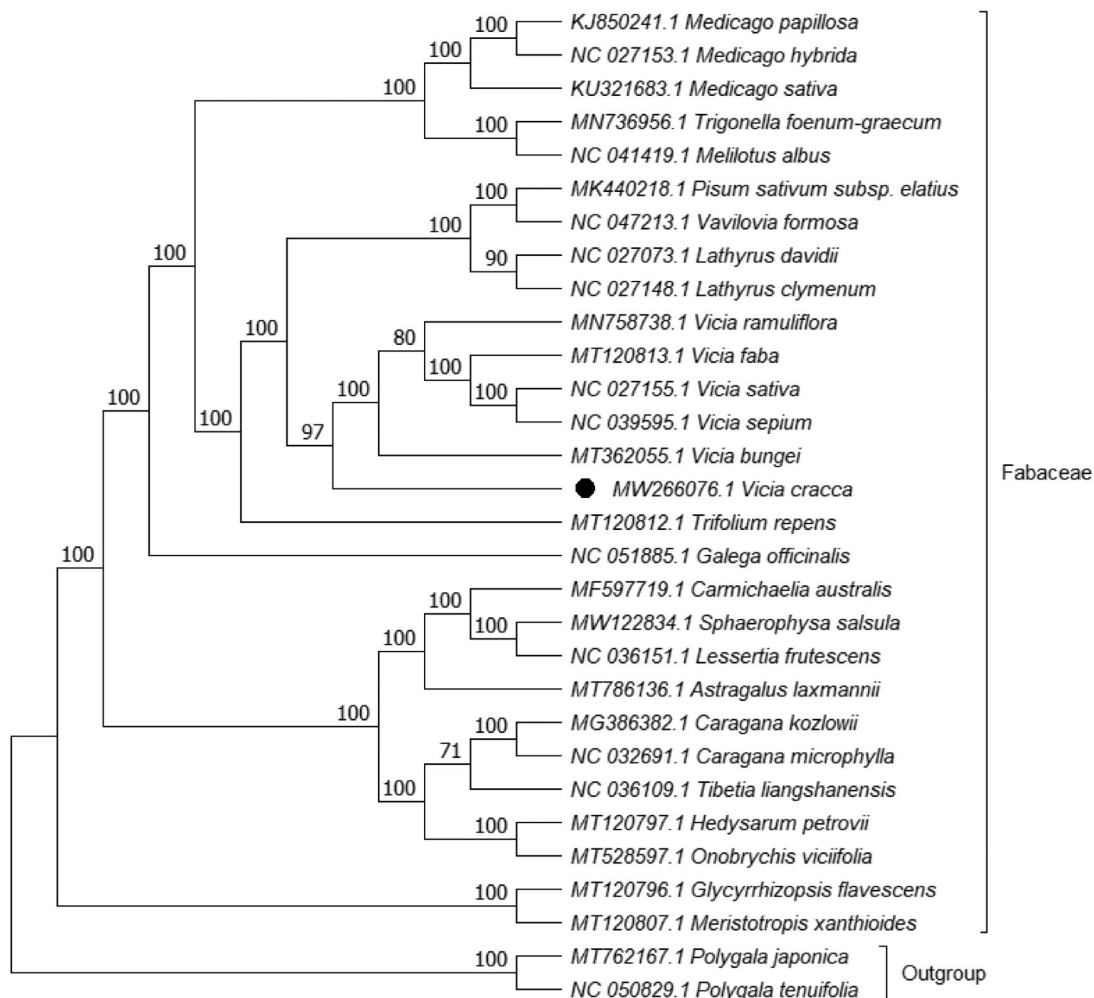 KJ850241.1 Medicago papillosa
NC 027153.1 Medicago hybrida
KU321683.1 Medicago sativa
MN736956.1 Trigonella foenum-graecum
NC 041419.1 Melilotus albus
MK440218.1 Pisum sativum subsp. elatius
NC 047213.1 Vavilovia formosa
NC 027073.1 Lathyrus davidii
NC 027148.1 Lathyrus clymenum
MN758738.1 Vicia ramuliflora
MT120813.1 Vicia faba
NC 027155.1 Vicia sativa
NC 039595.1 Vicia sepium
MT362055.1 Vicia bungei
MW266076.1 Vicia cracca
MT120812.1 Trifolium repens
NC 051885.1 Galega officinalis
MF597719.1 Carmichaelia australis
MW122834.1 Sphaerophysa salsula
NC 036151.1 Lessertia frutescens
MT786136.1 Astragalus laxmannii
MG386382.1 Caragana kozlowii
NC 032691.1 Caragana microphylla
NC 036109.1 Tibetia liangshanensis
MT120797.1 Hedysarum petrovii
MT528597.1 Onobrychis viciifolia
MT120796.1 Glycyrrhizopsis flavescens
MT120807.1 Meristotropis xanthioides
MT762167.1 Polygala japonica
NC 050829.1 Polygala tenuifolia
Fabaceae
Outgroup
100
100
100
100
100
100
100
90
100
100
80
100
100
100
100
97
100
100
100
100
100
100
100
71
100
100
100
100